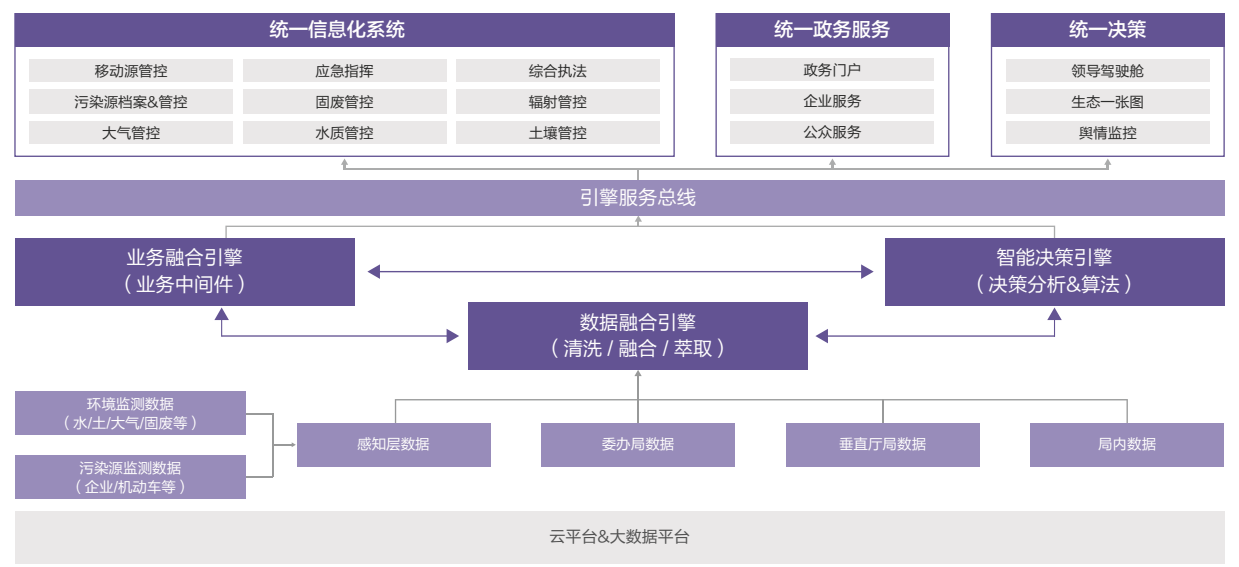 统一信息化系统
移动源管控
应急指挥
综合执法
污染源档案&管控
固废管控
辐射管控
大气管控
水质管控
土壤管控
统一政务服务
政务门户
企业服务
公众服务
统一决策
领导驾驶舱
生态一张图
舆情监控
引擎服务总线
业务融合引擎
（业务中间件）
智能决策引擎
（决策分析&算法）
数据融合引擎
（清洗 / 融合 / 萃取）
环境监测数据
（水/土/大气/固废等）
污染源监测数据
（企业/机动车等）
感知层数据
委办局数据
垂直厅局数据
局内数据
云平台&大数据平台